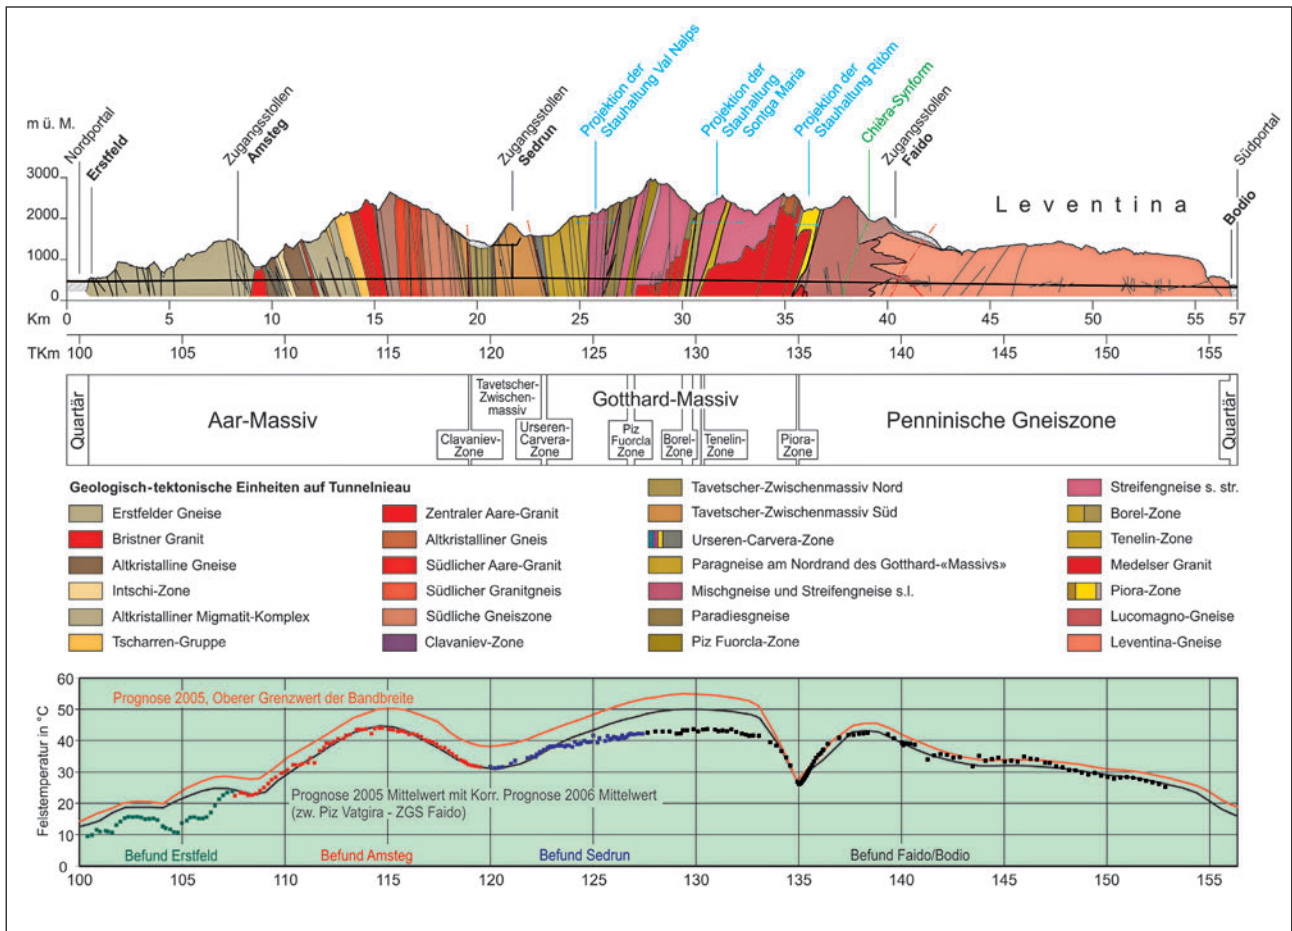 m ü. M.
Nordportal
Erstfeld
Zugangsstollen
Amsteg
Zugangsstollen
Sedrun
Projektion der
Stauhaltung Val Nalps
Projektion der
Stauhaltung
Sontga Maria
Projektion der
Stauhaltung Ritòm
Chièra-Synform
Zugangsstollen
Faido
Südportal
Bodio
Leventina
3000
2000
1000
0
Km 0 5 10 15 20 25 30 35 40 45 50 55 57
TKm 100 105 110 115 120 125 130 135 140 145 150 155
Quartär
Aar-Massiv
Clavaniev-
Zone
Tavetscher-
Zwischen-
massiv
Urseren-
Carvera-
Zone
Gotthard-Massiv
Piz
Fuorcla
Zone
Borel-
Zone
Tenelin-
Zone
Piora-
Zone
Penninische Gneiszone
Quartär
Geologisch-tektonische Einheiten auf Tunnelnieau
Erstfelder Gneise
Bristner Granit
Altkristalline Gneise
Intschi-Zone
Altkristalliner Migmatit-Komplex
Tscharren-Gruppe
Zentraler Aare-Granit
Altkristalliner Gneis
Südlicher Aare-Granit
Südlicher Granitgneis
Südliche Gneiszone
Clavaniev-Zone
Tavetscher-Zwischenmassiv Nord
Tavetscher-Zwischenmassiv Süd
Urseren-Carvera-Zone
Paragneise am Nordrand des Gotthard-«Massivs»
Mischgneise und Streifengneise s.l.
Paradiesgneise
Piz Fuorcla-Zone
Streifengneise s. str.
Borel-Zone
Tenelin-Zone
Medelser Granit
Piora-Zone
Lucomagno-Gneise
Leventina-Gneise
Felstemperatur in °C
60
50
40
30
20
10
0
Prognose 2005, Oberer Grenzwert der Bandbreite
Prognose 2005 Mittelwert mit Korr. Prognose 2006 Mittelwert
(zw. Piz Vatgira - ZGS Faido)
Befund Erstfeld
Befund Amsteg
Befund Sedrun
Befund Faido/Bodio
100 105 110 115 120 125 130 135 140 145 150 155